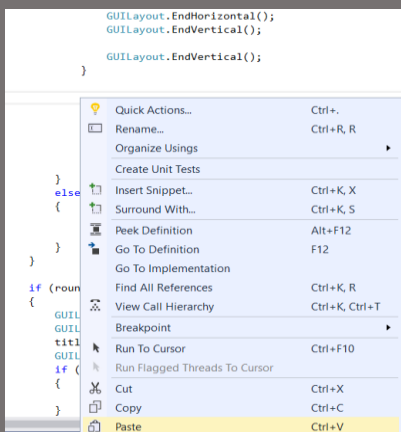 GUILayout.EndHorizontal();
GUILayout.EndVertical();
GUILayout.EndVertical();
}
Quick Actions... Ctrl+.
Rename... Ctrl+R, R
Organize Usings
Create Unit Tests
}
else
Insert Snippet... Ctrl+K, X
{
Surround With... Ctrl+K, S
Peek Definition Alt+F12
}
Go To Definition F12
}
Go To Implementation
if (roun
Find All References Ctrl+K, R
{
View Call Hierarchy Ctrl+K, Ctrl+T
GUIL
GUIL
Breakpoint
titl
Run To Cursor Ctrl+F10
GUIL
if (
Run Flagged Threads To Cursor
{
Cut Ctrl+X
}
Copy Ctrl+C
Paste Ctrl+V